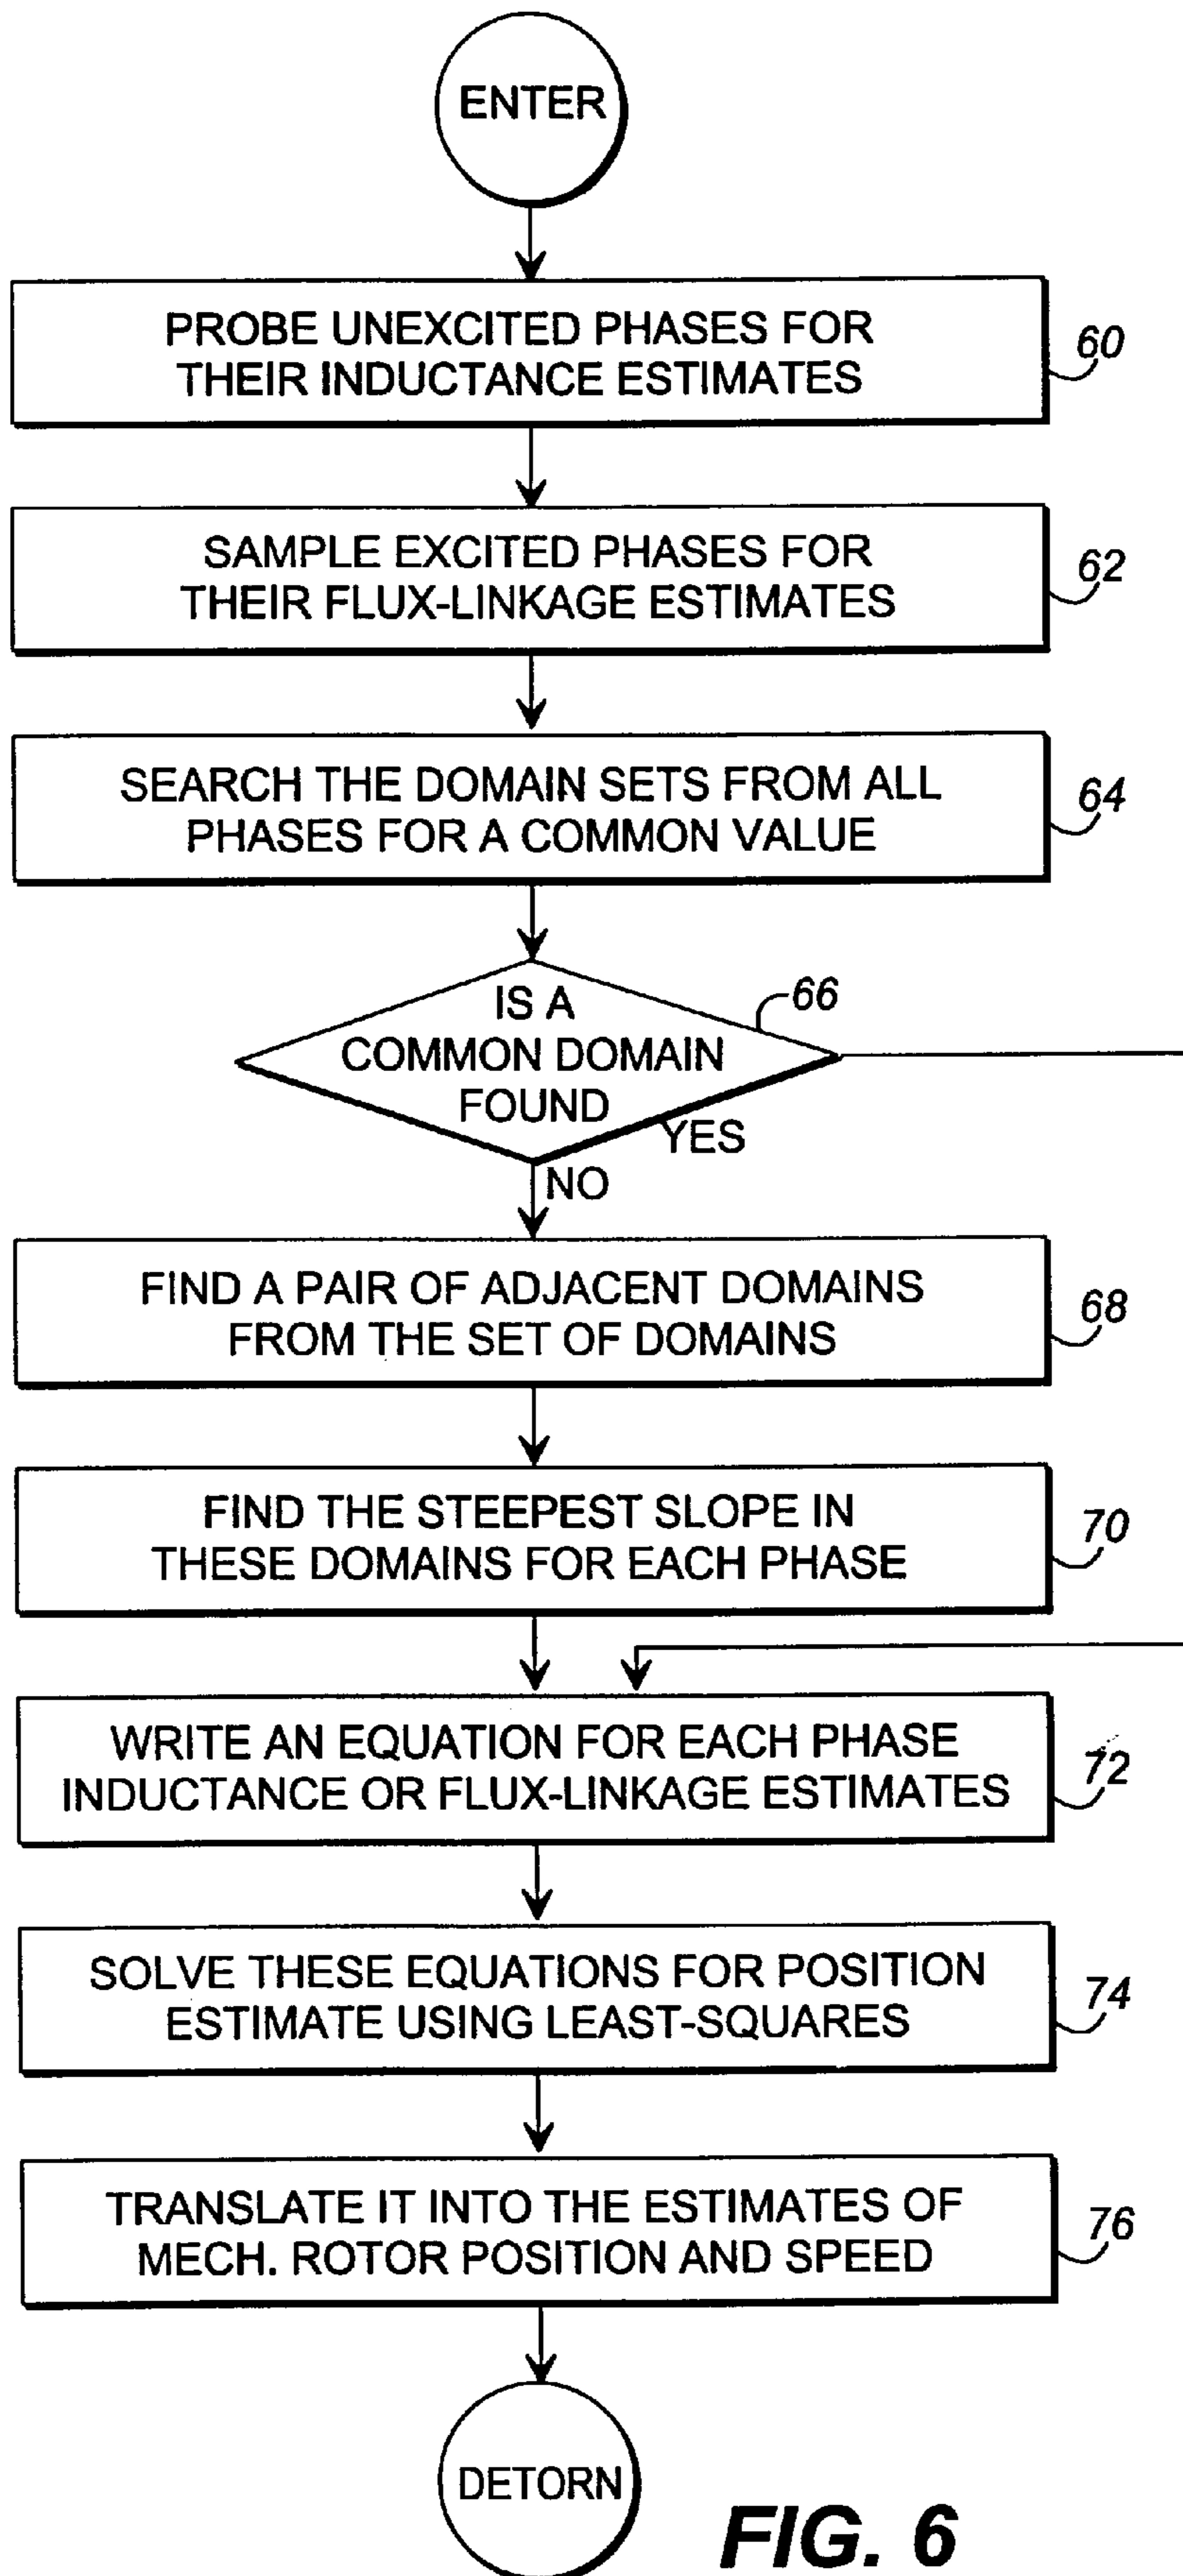 ENTER
PROBE UNEXCITED PHASES FOR
THEIR INDUCTANCE ESTIMATES
60
SAMPLE EXCITED PHASES FOR
THEIR FLUX-LINKAGE ESTIMATES
62
SEARCH THE DOMAIN SETS FROM ALL
PHASES FOR A COMMON VALUE
64
IS A
COMMON DOMAIN
FOUND
66
YES
NO
FIND A PAIR OF ADJACENT DOMAINS
FROM THE SET OF DOMAINS
68
FIND THE STEEPEST SLOPE IN
THESE DOMAINS FOR EACH PHASE
70
WRITE AN EQUATION FOR EACH PHASE
INDUCTANCE OR FLUX-LINKAGE ESTIMATES
72
SOLVE THESE EQUATIONS FOR POSITION
ESTIMATE USING LEAST-SQUARES
74
TRANSLATE IT INTO THE ESTIMATES OF
MECH. ROTOR POSITION AND SPEED
76
DETORN
FIG. 6